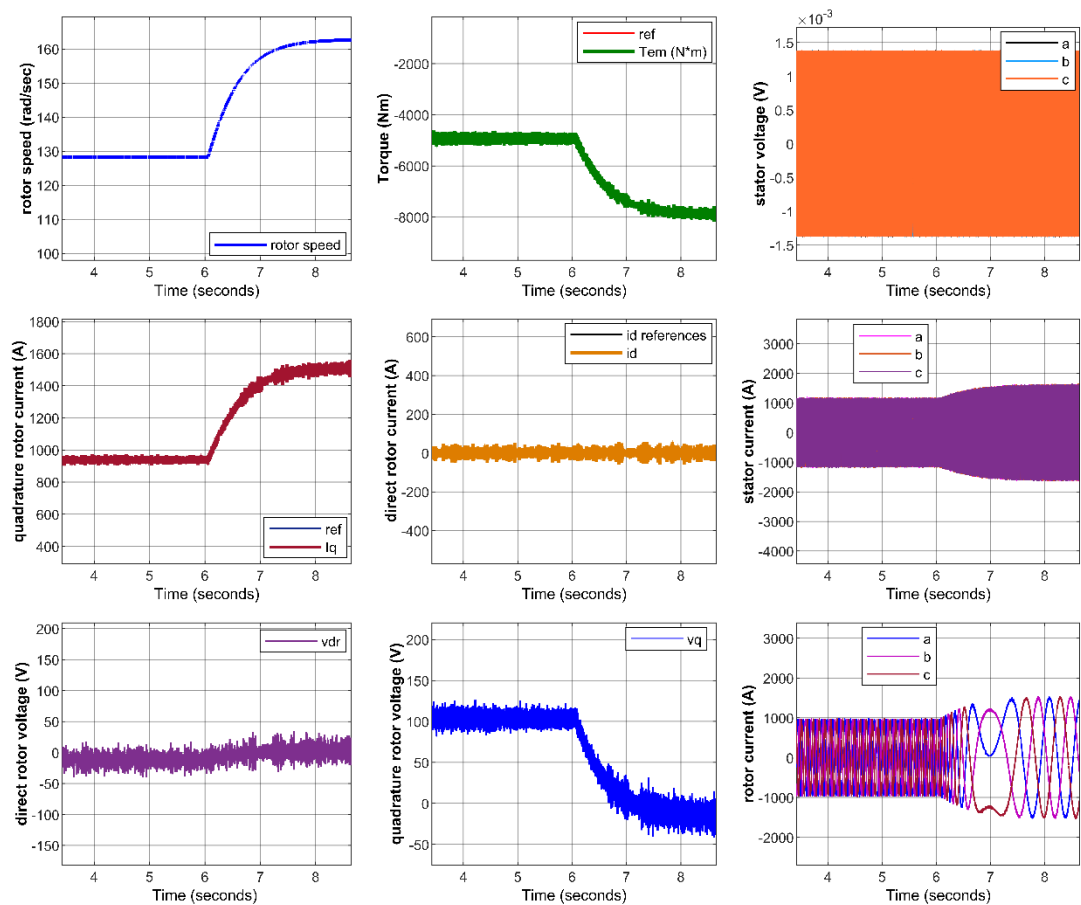 rotor speed (rad/sec)
160
150
140
130
120
110
100
rotor speed
4 5 6 7 8
Time (seconds)
Torque (Nm)
-2000
-4000
-6000
-8000
ref
Tem (N*m)
4 5 6 7 8
Time (seconds)
×10⁻³
stator voltage (V)
1.5
1
0.5
0
-0.5
-1
-1.5
a
b
c
4 5 6 7 8
Time (seconds)
quadrature rotor current (A)
1800
1600
1400
1200
1000
800
600
400
ref
Iq
4 5 6 7 8
Time (seconds)
direct rotor current (A)
600
400
200
0
-200
-400
id references
id
4 5 6 7 8
Time (seconds)
stator current (A)
3000
2000
1000
0
-1000
-2000
-3000
-4000
a
b
c
4 5 6 7 8
Time (seconds)
direct rotor voltage (V)
200
150
100
50
0
-50
-100
-150
vdr
4 5 6 7 8
Time (seconds)
quadrature rotor voltage (V)
200
150
100
50
0
-50
vq
4 5 6 7 8
Time (seconds)
rotor current (A)
3000
2000
1000
0
-1000
-2000
a
b
c
4 5 6 7 8
Time (seconds)